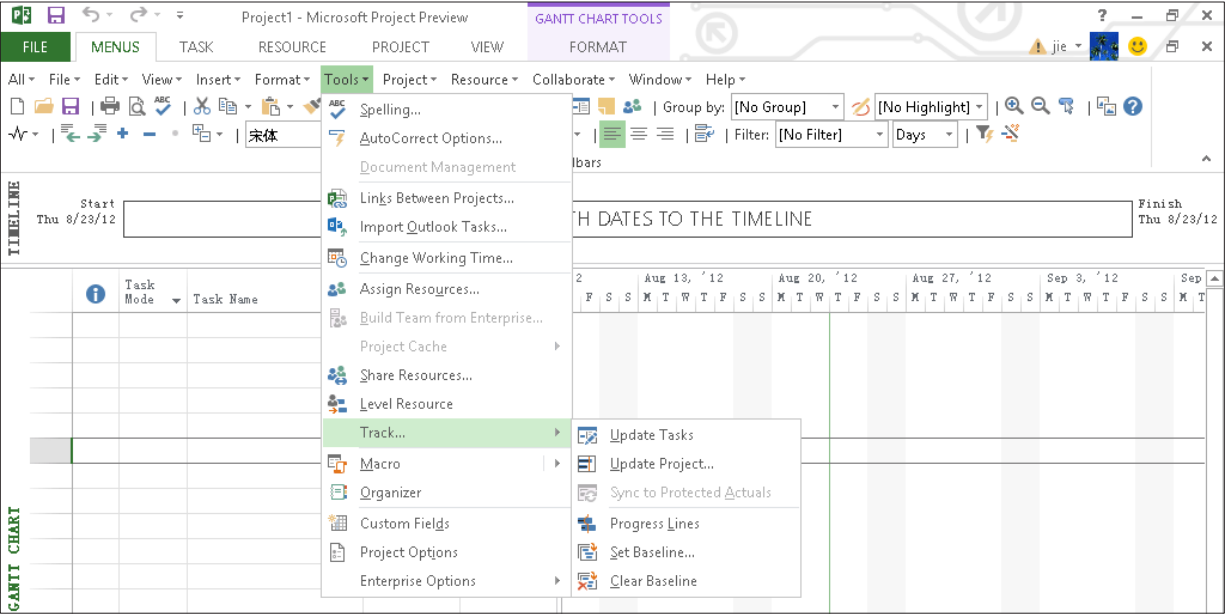 Project1 - Microsoft Project Preview GANTT CHART TOOLS ?
FILE MENUS TASK RESOURCE PROJECT VIEW FORMAT jie
All File Edit View Insert Format Tools Project Resource Collaborate Window Help
Group by: [No Group] [No Highlight]
宋体 Filter: [No Filter] Days
lbars
TIMELINE
Start
Thu 8/23/12
TH DATES TO THE TIMELINE
Finish
Thu 8/23/12
Task Mode Task Name
2 Aug 13, '12 Aug 20, '12 Aug 27, '12 Sep 3, '12 Sep
F S S M T W T F S S M T W T F S S M T W T F S S M T W T F S S M T
GANTT CHART
ABC Spelling...
AutoCorrect Options...
Document Management
Links Between Projects...
Import Outlook Tasks...
Change Working Time...
Assign Resources...
Build Team from Enterprise...
Project Cache
Share Resources...
Level Resource
Track...
Macro
Organizer
Custom Fields
Project Options
Enterprise Options
Update Tasks
Update Project...
Sync to Protected Actuals
Progress Lines
Set Baseline...
Clear Baseline